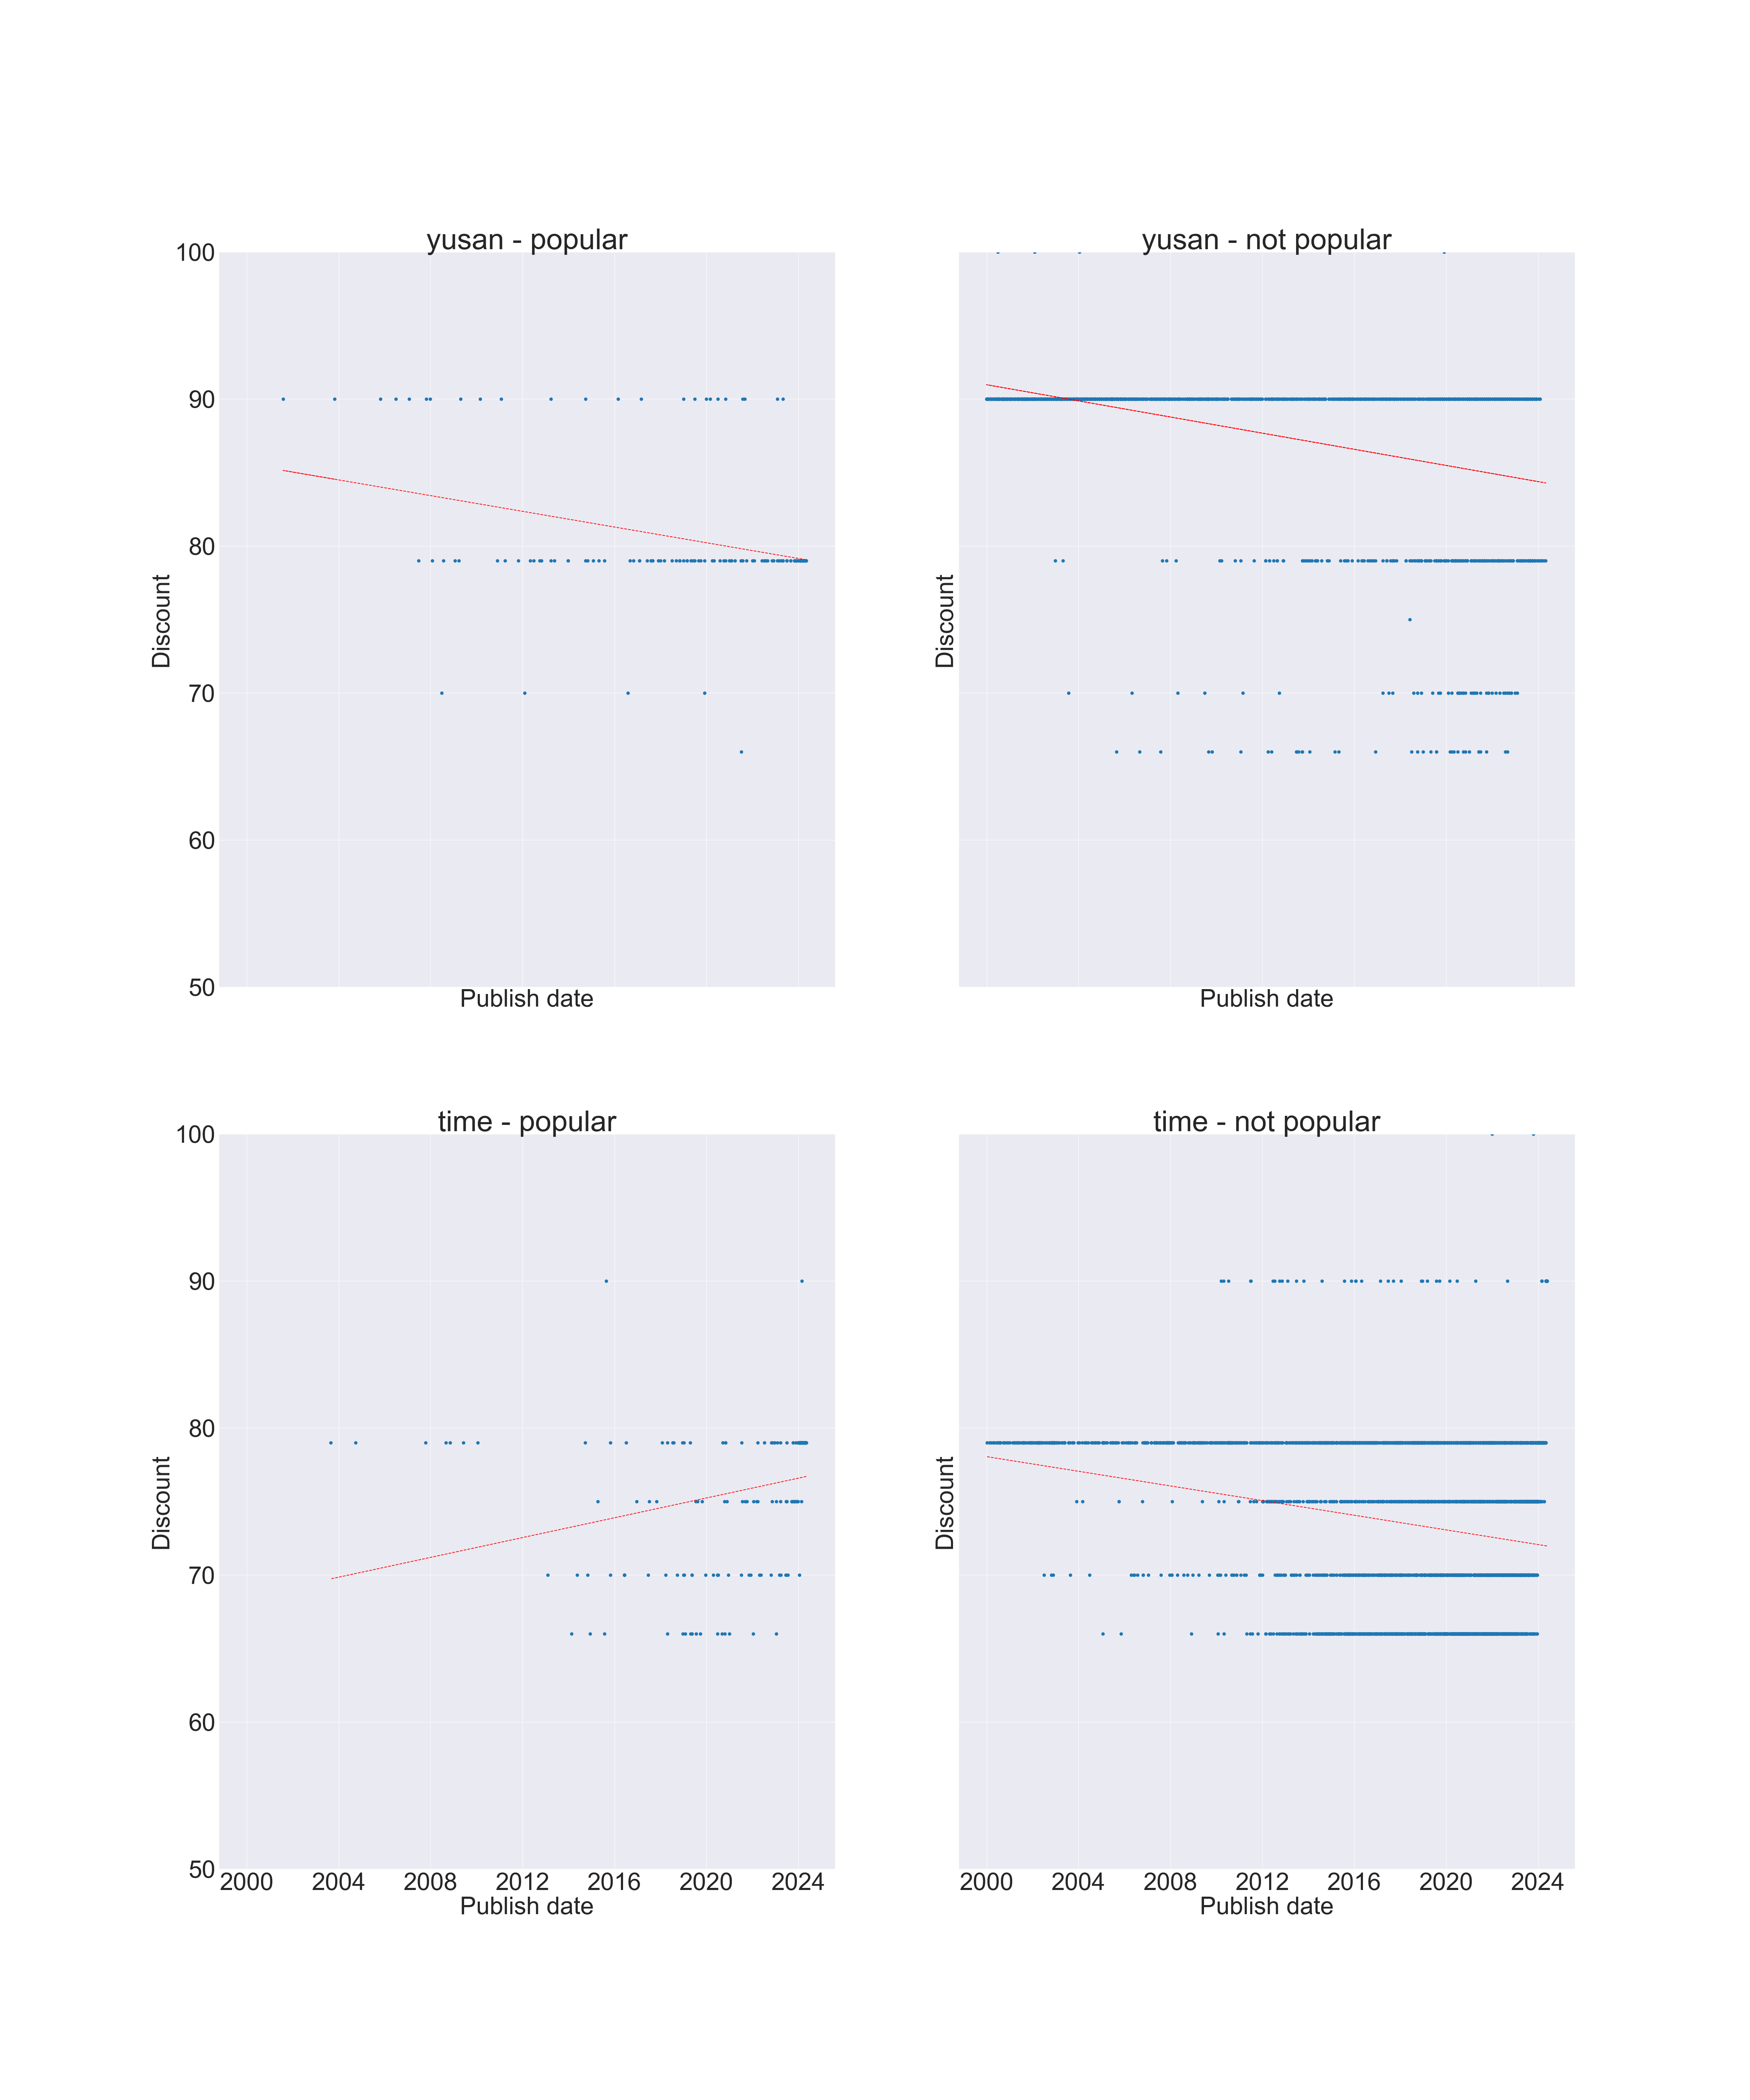 yusan - popular
yusan - not popular
100
90
80
70
60
50
Discount
Discount
Publish date
Publish date
time - popular
time - not popular
100
90
80
70
60
50
Discount
Discount
2000 2004 2008 2012 2016 2020 2024
2000 2004 2008 2012 2016 2020 2024
Publish date
Publish date